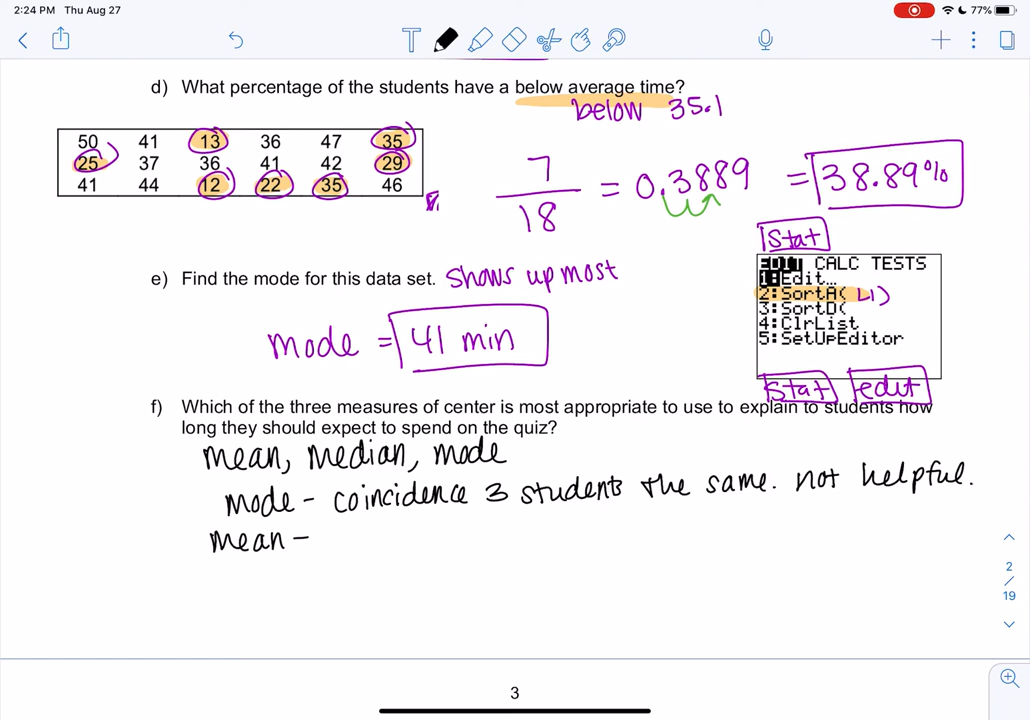 2:24 PM Thu Aug 27
77%
T
d) What percentage of the students have a below average time?
below 35.1
50 41 13 36 47 35
25 37 36 41 42 29
41 44 12 22 35 46
7
18
= 0.3889 = 38.89%
Stat
EDIT CALC TESTS
1:Edit…
2:SortA( L1)
3:SortD(
4:ClrList
5:SetUpEditor
Stat edit
e) Find the mode for this data set. shows up most
mode = 41 min
f) Which of the three measures of center is most appropriate to use to explain to students how
long they should expect to spend on the quiz?
mean, median, mode
mode - coincidence 3 students the same. not helpful.
mean -
2
/
19
3